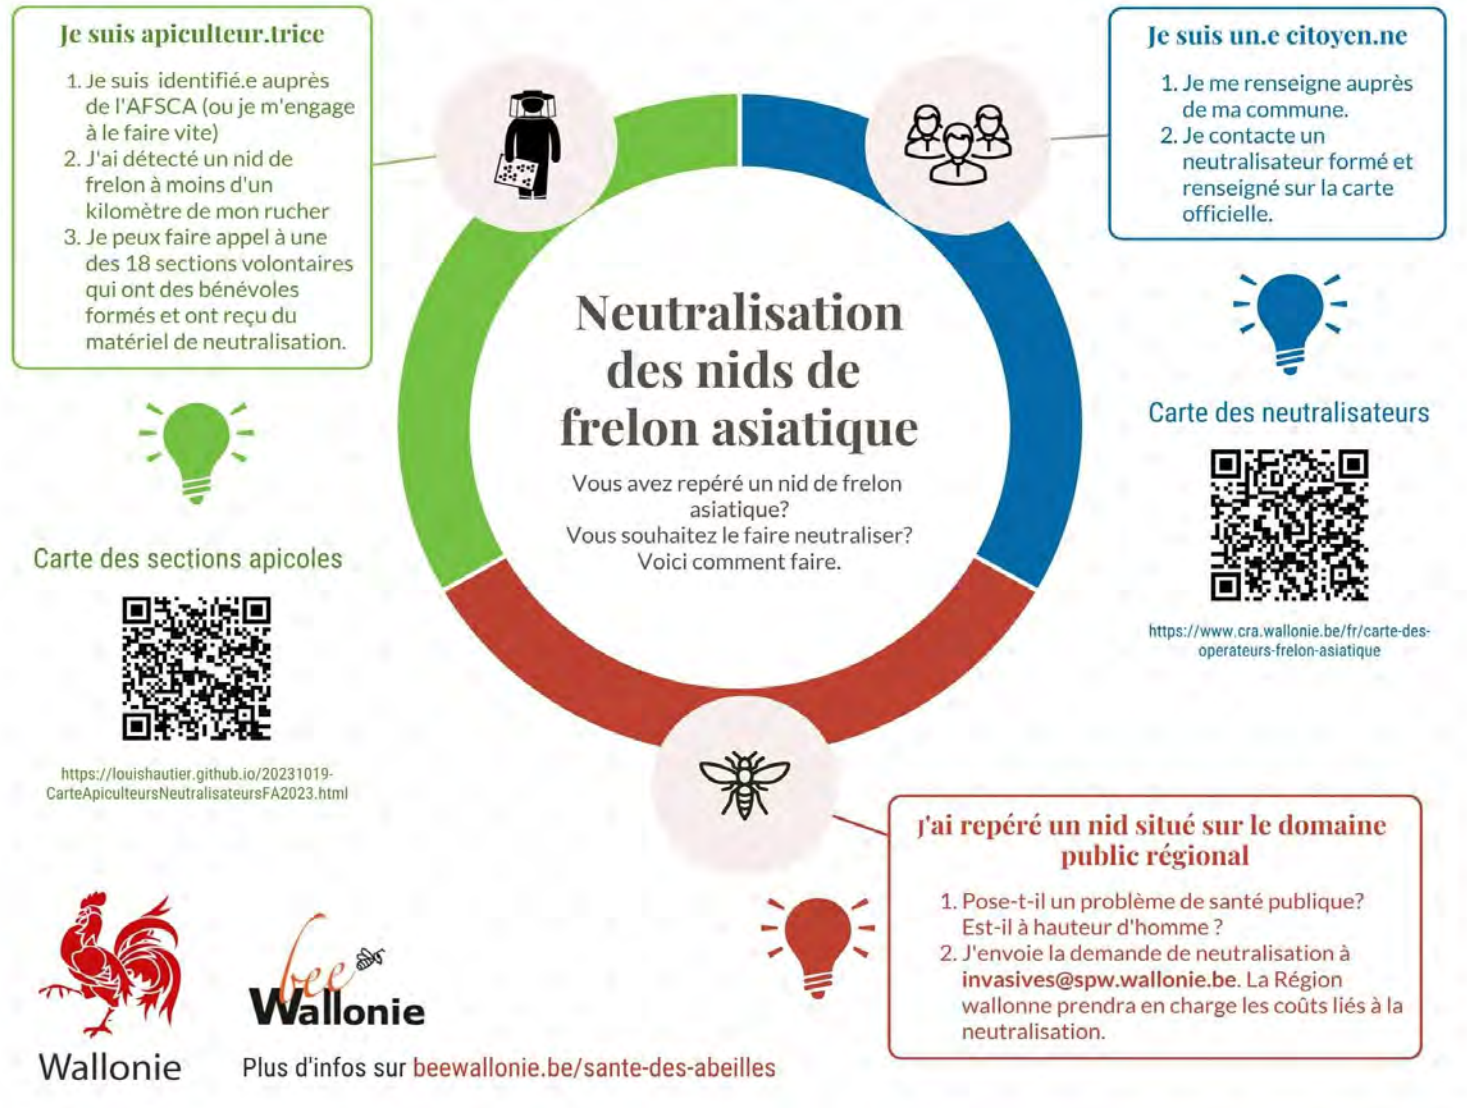 Je suis apiculteur.trice
1. Je suis identifié.e auprès
de l'AFSCA (ou je m'engage
à le faire vite)
2. J'ai détecté un nid de
frelon à moins d'un
kilomètre de mon rucher
3. Je peux faire appel à une
des 18 sections volontaires
qui ont des bénévoles
formés et ont reçu du
matériel de neutralisation.
Carte des sections apicoles
https://louishautier.github.io/20231019-
CarteApiculteursNeutralisateursFA2023.html
Neutralisation
des nids de
frelon asiatique
Vous avez repéré un nid de frelon
asiatique?
Vous souhaitez le faire neutraliser?
Voici comment faire.
Je suis un.e citoyen.ne
1. Je me renseigne auprès
de ma commune.
2. Je contacte un
neutralisateur formé et
renseigné sur la carte
officielle.
Carte des neutralisateurs
https://www.cra.wallonie.be/fr/carte-des-
operateurs-frelon-asiatique
J'ai repéré un nid situé sur le domaine
public régional
1. Pose-t-il un problème de santé publique?
Est-il à hauteur d'homme ?
2. J'envoie la demande de neutralisation à
invasives@spw.wallonie.be. La Région
wallonne prendra en charge les coûts liés à la
neutralisation.
Wallonie
bee
Wallonie
Plus d'infos sur beewallonie.be/sante-des-abeilles